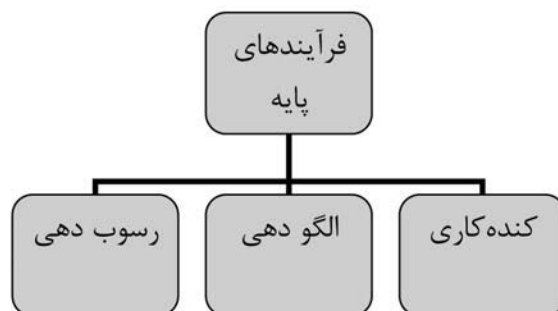 فرآیندهای
پایه
کنده‌کاری
الگو دهی
رسوب دهی